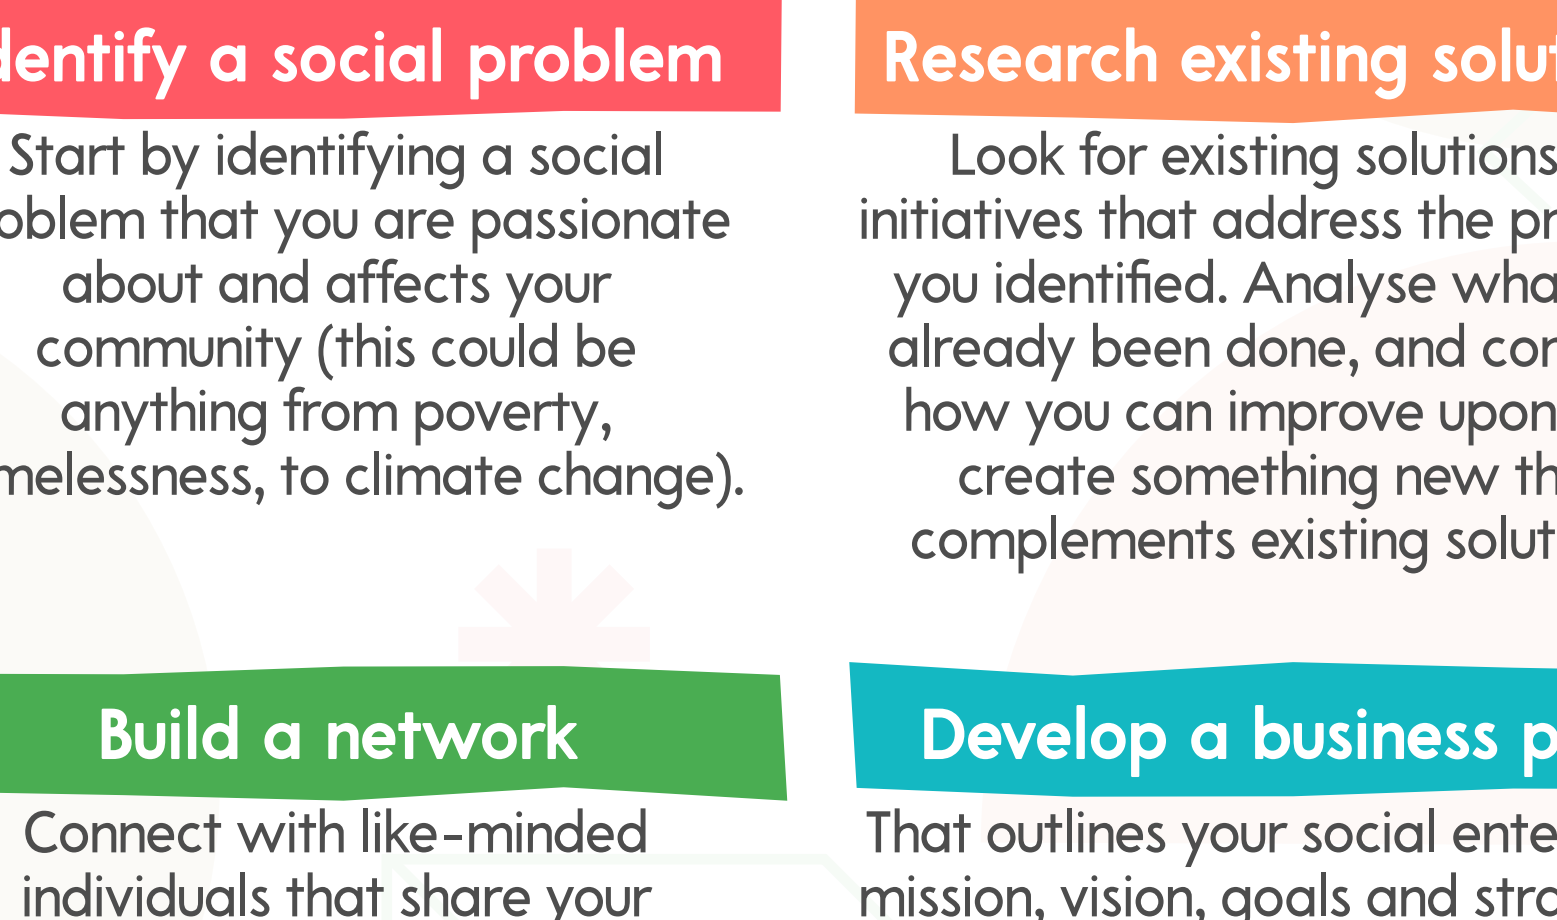 dentify a social problem
Start by identifying a social
oblem that you are passionate
about and affects your
community (this could be
anything from poverty,
melessness, to climate change).
Research existing solut
Look for existing solutions
initiatives that address the pr
you identified. Analyse wha
already been done, and cor
how you can improve upon
create something new th
complements existing solut
Build a network
Connect with like-minded
individuals that share your
Develop a business p
That outlines your social ente
mission, vision, goals and stra